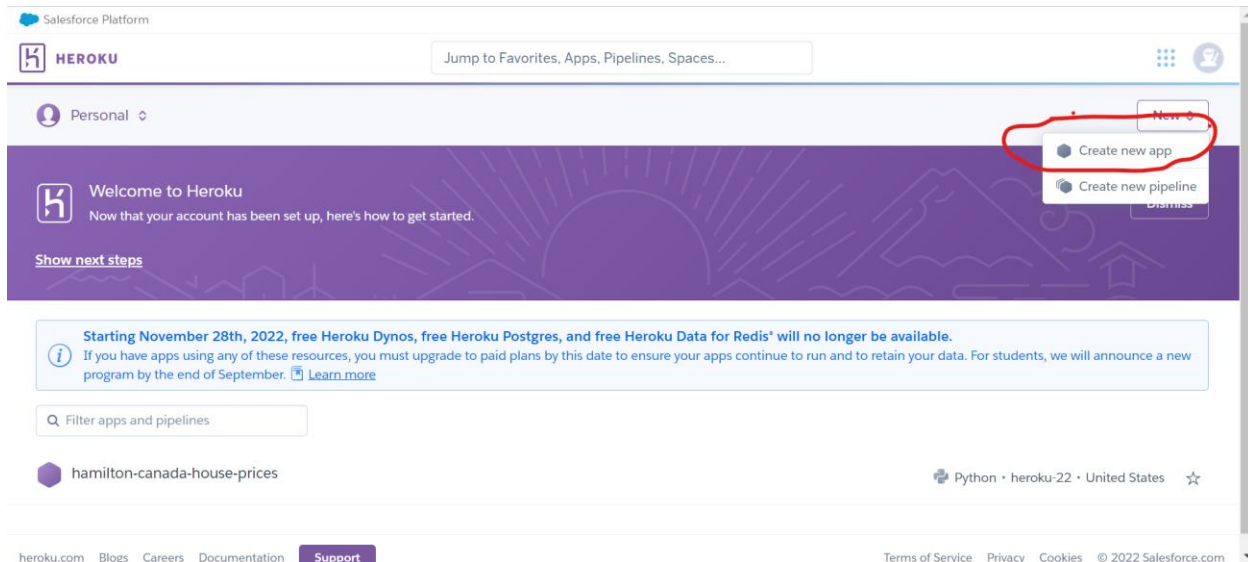 Salesforce Platform
HEROKU
Jump to Favorites, Apps, Pipelines, Spaces...
Personal
New
Create new app
Create new pipeline
Dismiss
Welcome to Heroku
Now that your account has been set up, here's how to get started.
Show next steps
Starting November 28th, 2022, free Heroku Dynos, free Heroku Postgres, and free Heroku Data for Redis® will no longer be available.
If you have apps using any of these resources, you must upgrade to paid plans by this date to ensure your apps continue to run and to retain your data. For students, we will announce a new
program by the end of September. Learn more
Filter apps and pipelines
hamilton-canada-house-prices
Python • heroku-22 • United States
heroku.com Blogs Careers Documentation Support
Terms of Service Privacy Cookies © 2022 Salesforce.com